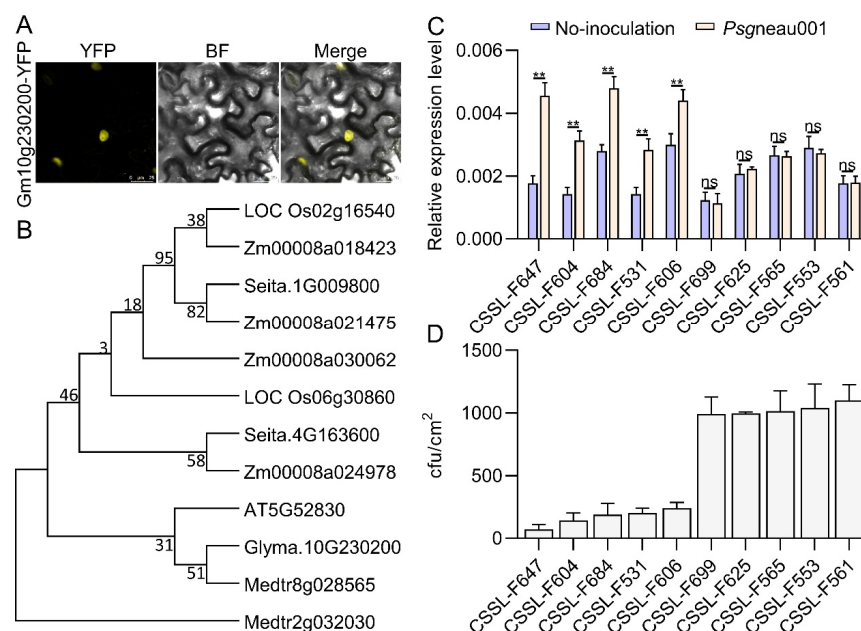 A
YFP
BF
Merge
Gm10g230200-YFP
B
38
LOC Os02g16540
95
Zm00008a018423
18
Seita.1G009800
82
Zm00008a021475
3
Zm00008a030062
46
LOC Os06g30860
Seita.4G163600
58
Zm00008a024978
AT5G52830
31
Glyma.10G230200
51
Medtr8g028565
Medtr2g032030
C
No-inoculation
Psgneau001
Relative expression level
0.006
0.004
0.002
0.000
** ** ** ** ** ns ns ns ns ns
CSSL-F647
CSSL-F604
CSSL-F684
CSSL-F531
CSSL-F606
CSSL-F699
CSSL-F625
CSSL-F565
CSSL-F553
CSSL-F561
D
cfu/cm²
1500
1000
500
0
CSSL-F647
CSSL-F604
CSSL-F684
CSSL-F531
CSSL-F606
CSSL-F699
CSSL-F625
CSSL-F565
CSSL-F553
CSSL-F561